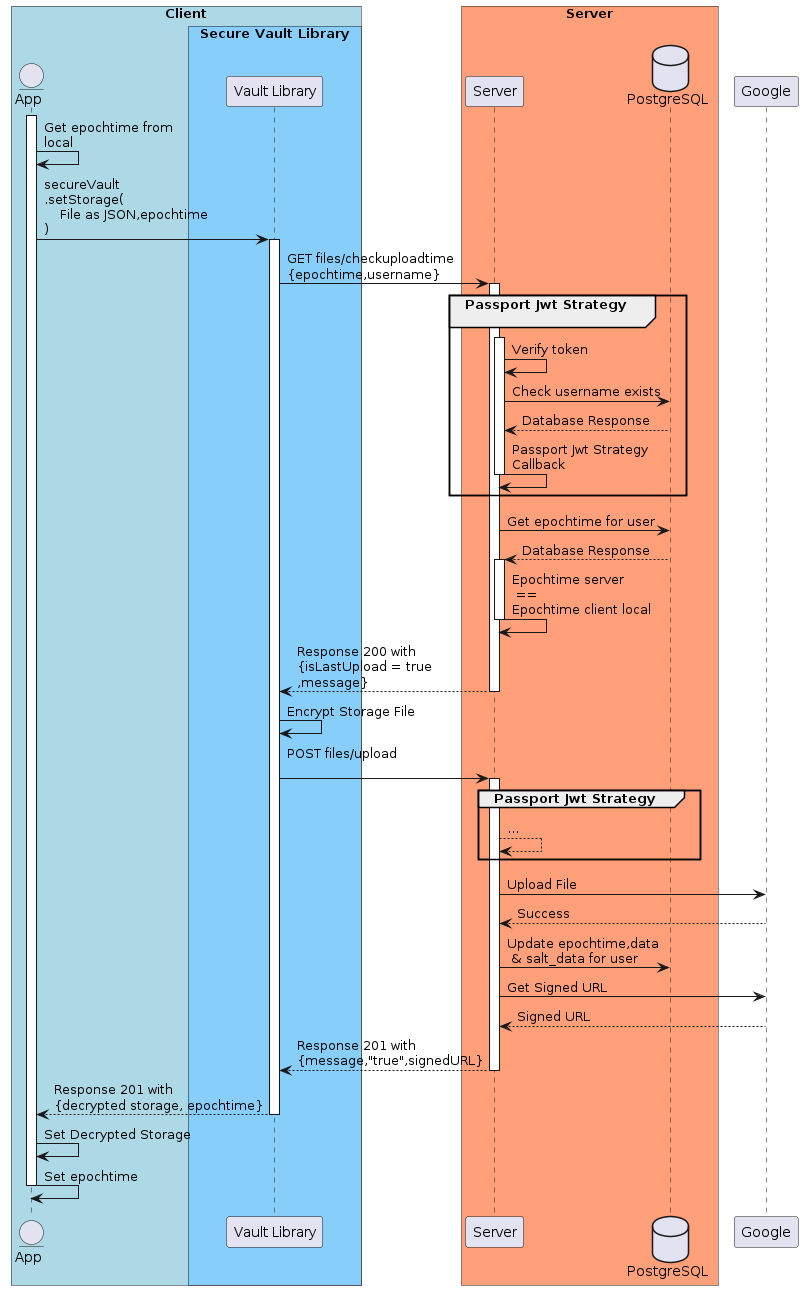 Client
Server
Secure Vault Library
App
Vault Library
Server
PostgreSQL
Google
Get epochtime from
local
secureVault
.setStorage(
File as JSON,epochtime
)
GET files/checkuploadtime
{epochtime,username}
Passport Jwt Strategy
Verify token
Check username exists
Database Response
Passport Jwt Strategy
Callback
Get epochtime for user
Database Response
Epochtime server
==
Epochtime client local
Response 200 with
{isLastUpload = true
,message}
Encrypt Storage File
POST files/upload
Passport Jwt Strategy
...
Upload File
Success
Update epochtime,data
& salt_data for user
Get Signed URL
Signed URL
Response 201 with
{message,"true",signedURL}
Response 201 with
{decrypted storage, epochtime}
Set Decrypted Storage
Set epochtime
App
Vault Library
Server
PostgreSQL
Google